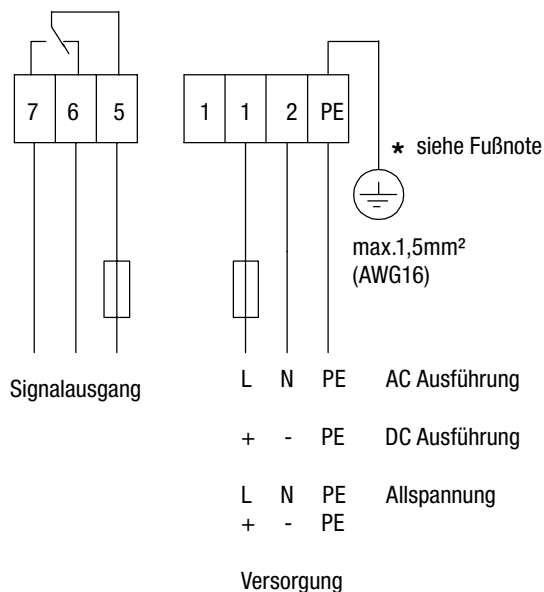 7 6 5 1 1 2 PE
* siehe Fußnote
max.1,5mm²
(AWG16)
Signalausgang
L N PE AC Ausführung
+ - PE DC Ausführung
L N PE Allspannung
+ - PE
Versorgung